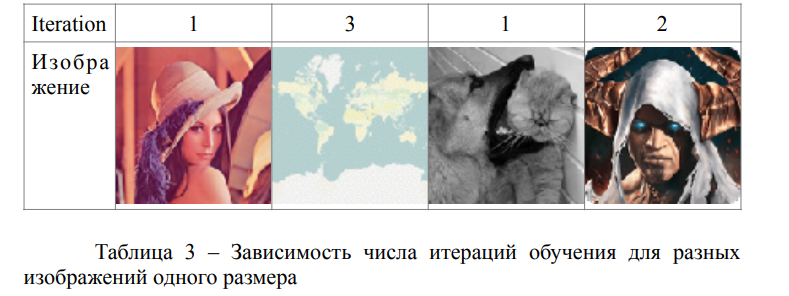 Iteration 1 3 1 2
Изобра
жение
Таблица 3 – Зависимость числа итераций обучения для разных
изображений одного размера